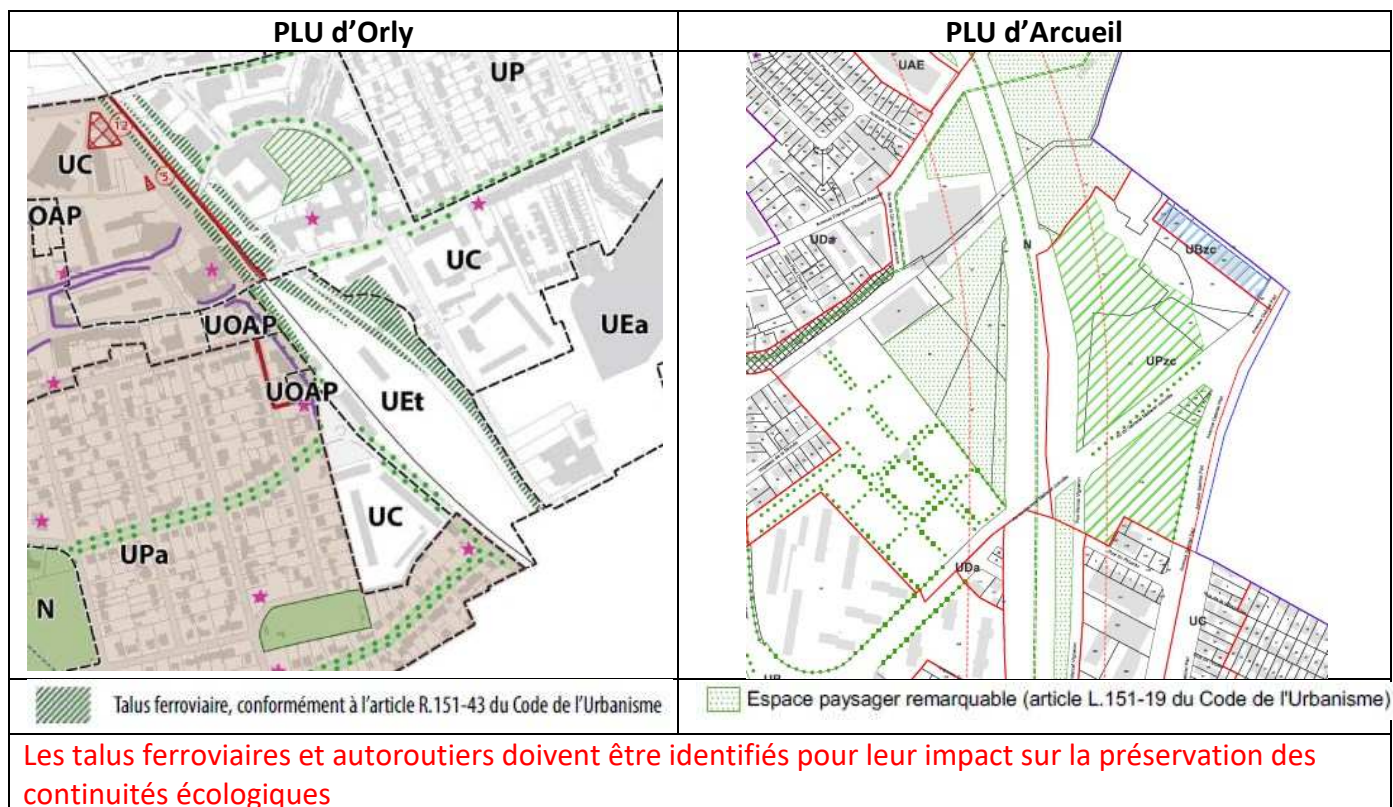 PLU d'Orly
PLU d'Arcueil
UP
UC
12
5
OAP
UC
UOAP
UEa
UOAP
UEt
UC
UPa
N
UAE
UDa
N
UBzc
UPzc
UDa
UC
Talus ferroviaire, conformément à l'article R.151-43 du Code de l'Urbanisme
Espace paysager remarquable (article L.151-19 du Code de l'Urbanisme)
Les talus ferroviaires et autoroutiers doivent être identifiés pour leur impact sur la préservation des
continuités écologiques